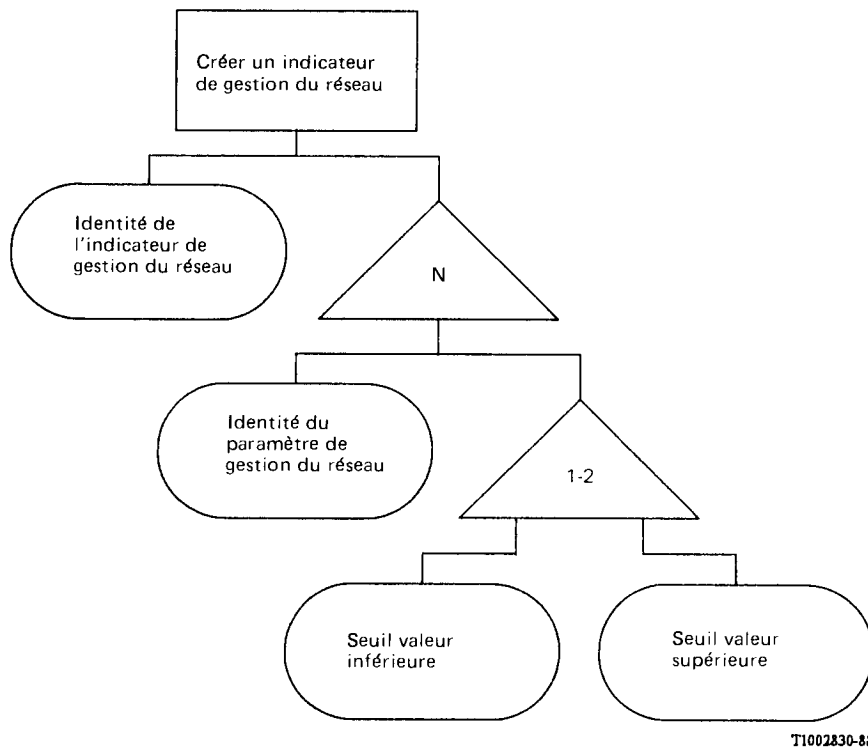 Créer un indicateur
de gestion du réseau
Identité de
l'indicateur de
gestion du réseau
N
Identité du
paramètre de
gestion du réseau
1-2
Seuil valeur
inférieure
Seuil valeur
supérieure